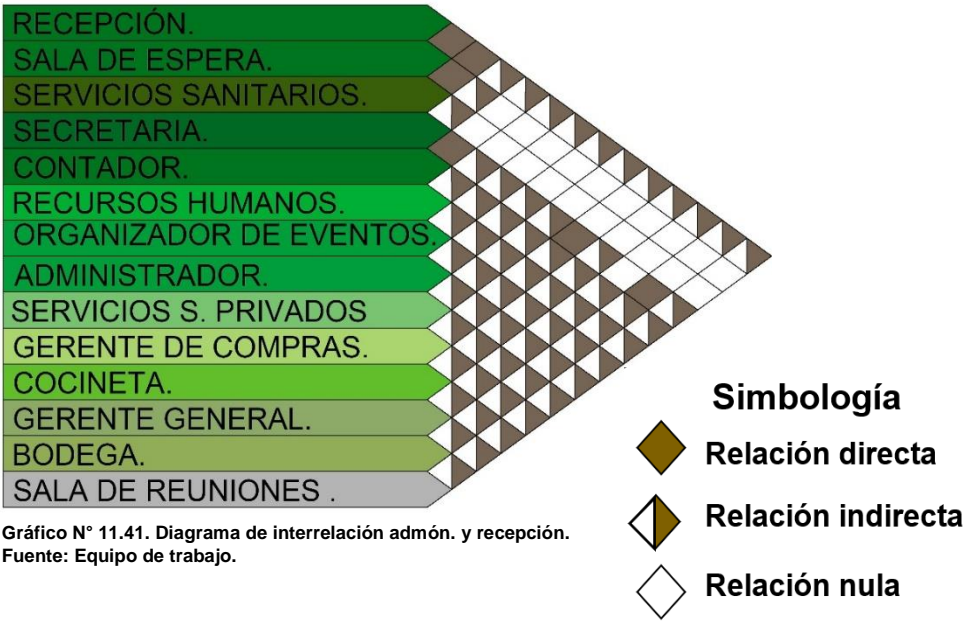 RECEPCIÓN.
SALA DE ESPERA.
SERVICIOS SANITARIOS.
SECRETARIA.
CONTADOR.
RECURSOS HUMANOS.
ORGANIZADOR DE EVENTOS.
ADMINISTRADOR.
SERVICIOS S. PRIVADOS
GERENTE DE COMPRAS.
COCINETA.
GERENTE GENERAL.
BODEGA.
SALA DE REUNIONES .
Gráfico N° 11.41. Diagrama de interrelación admón. y recepción.
Fuente: Equipo de trabajo.
Simbología
Relación directa
Relación indirecta
Relación nula